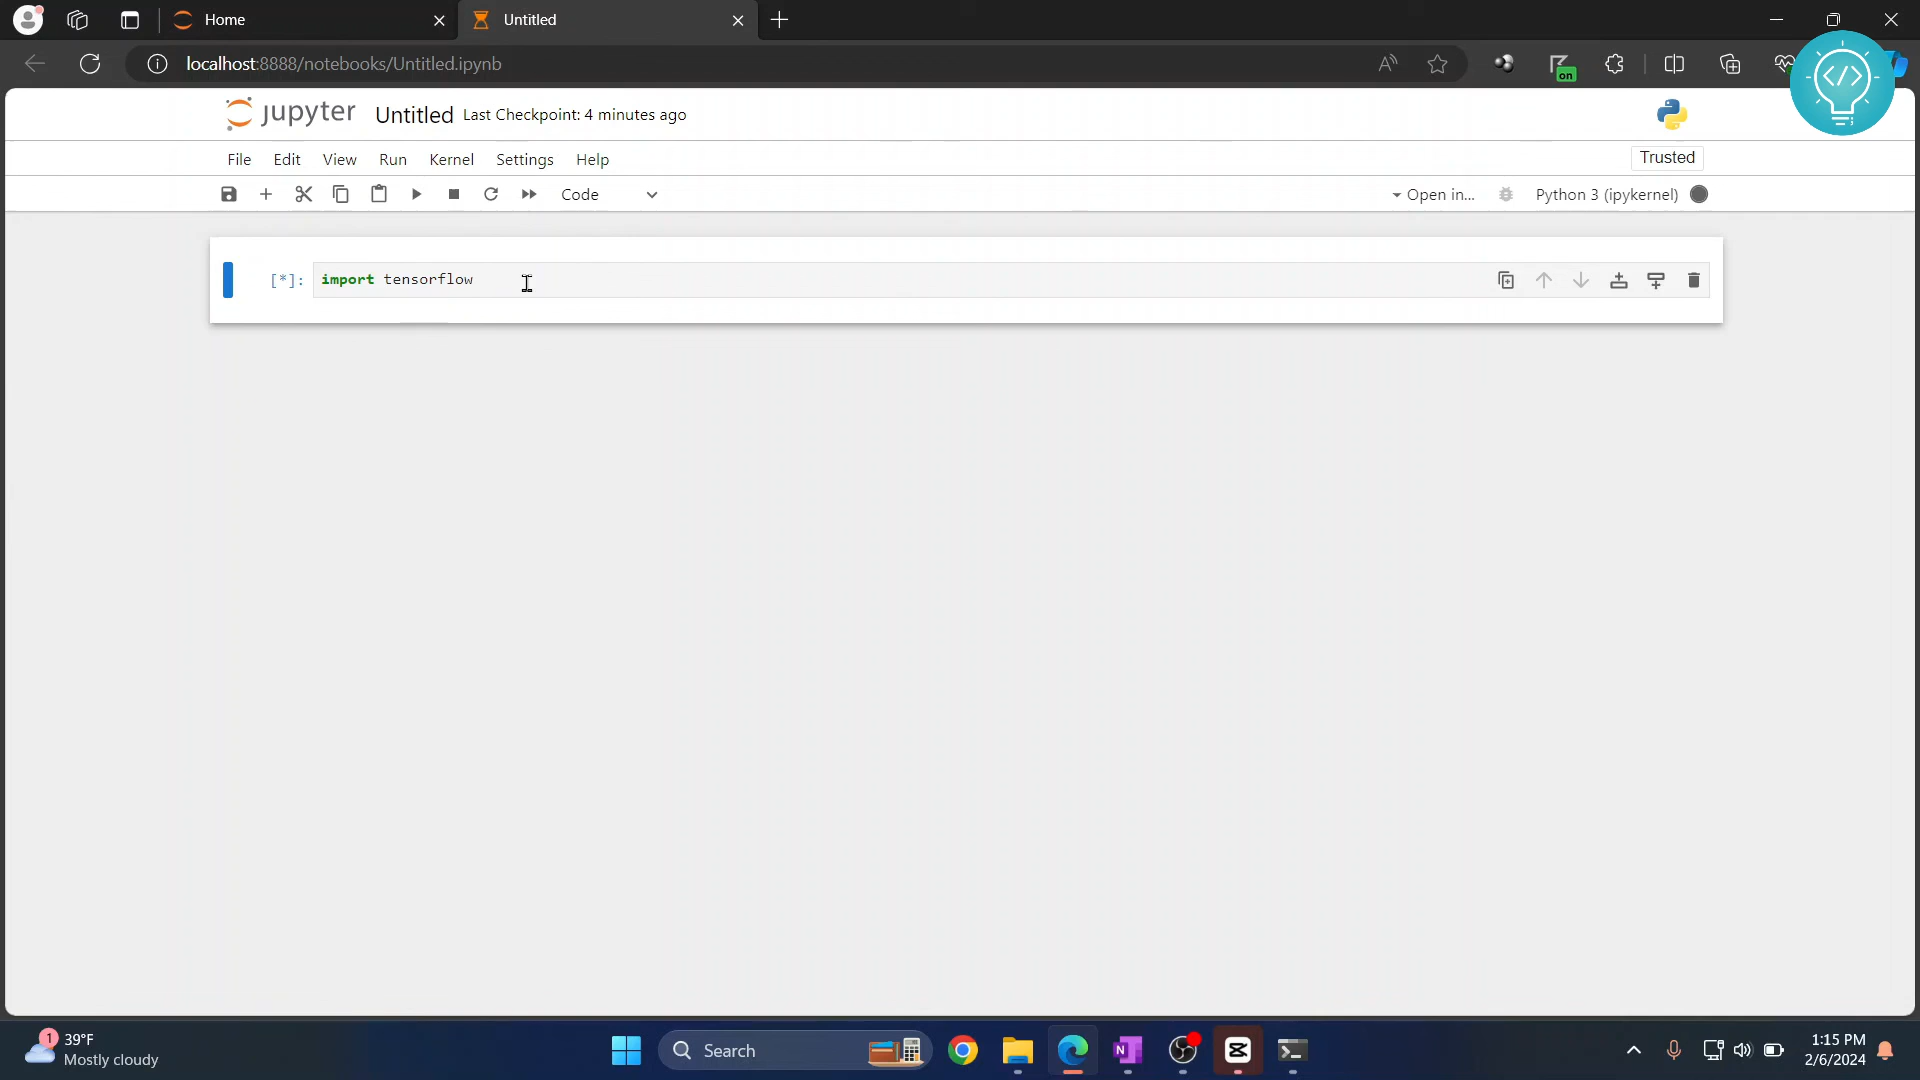 Home
Untitled
localhost:8888/notebooks/Untitled.ipynb
on
</>
jupyter Untitled Last Checkpoint: 4 minutes ago
File Edit View Run Kernel Settings Help
Trusted
Code
Open in...
Python 3 (ipykernel)
[*]: import tensorflow
1
39°F
Mostly cloudy
Search
N
1:15 PM
2/6/2024